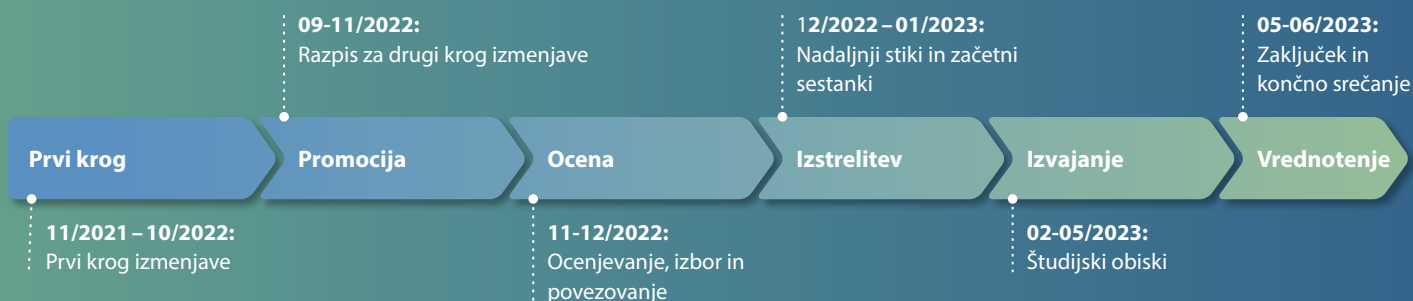 09-11/2022:
Razpis za drugi krog izmenjave
12/2022 – 01/2023:
Nadaljnji stiki in začetni
sestanki
05-06/2023:
Zaključek in
končno srečanje
Prvi krog
Promocija
Ocena
Izstrelitev
Izvajanje
Vrednotenje
11/2021 – 10/2022:
Prvi krog izmenjave
11-12/2022:
Ocenjevanje, izbor in
povezovanje
02-05/2023:
Študijski obiski